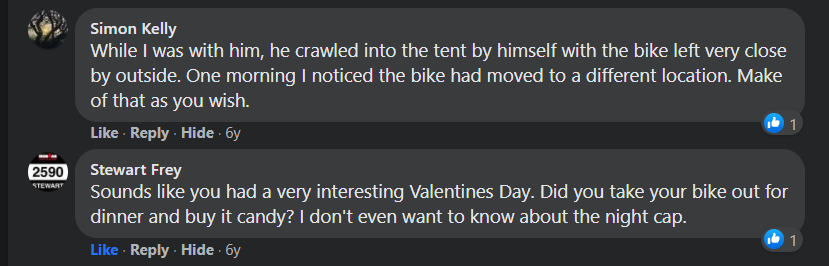 Simon Kelly
While I was with him, he crawled into the tent by himself with the bike left very close
by outside. One morning I noticed the bike had moved to a different location. Make
of that as you wish.
Like · Reply · Hide · 6y
1
2590
STEWART
Stewart Frey
Sounds like you had a very interesting Valentines Day. Did you take your bike out for
dinner and buy it candy? I don't even want to know about the night cap.
Like · Reply · Hide · 6y
1